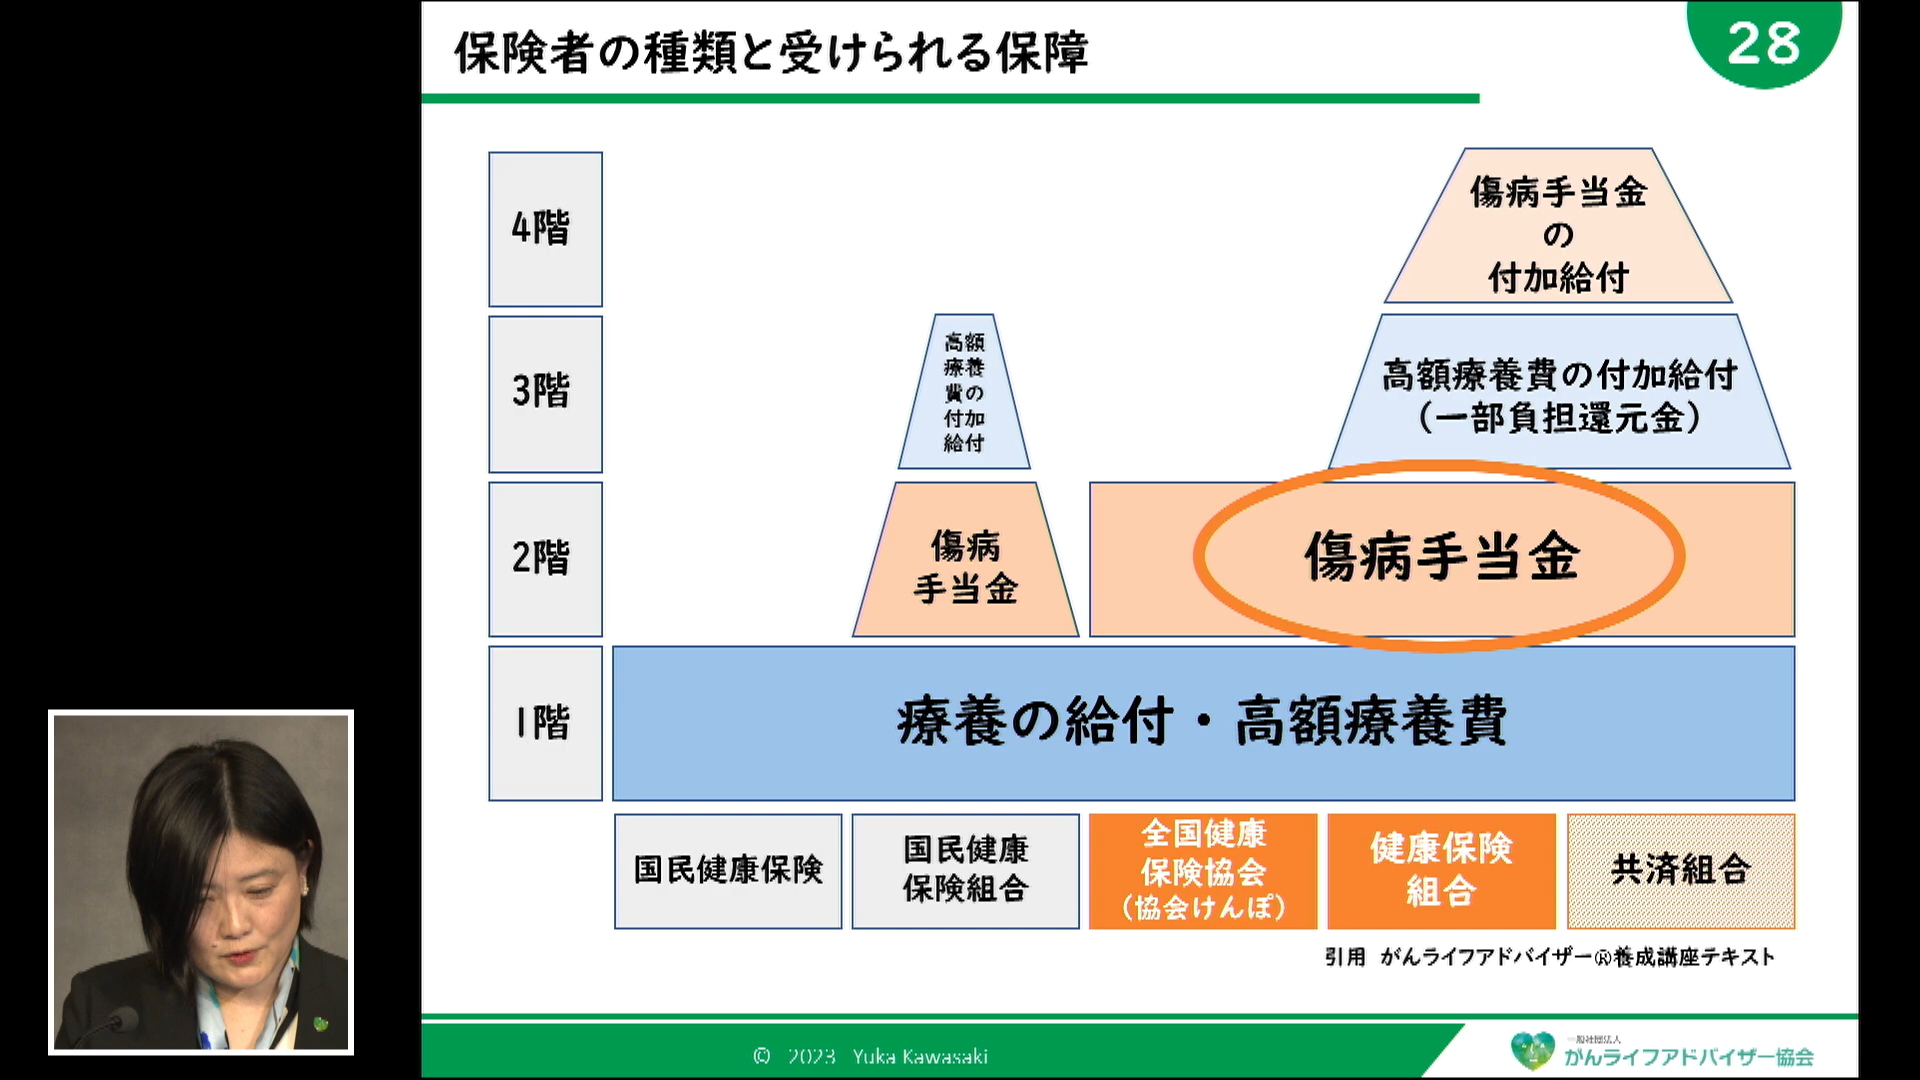 保険者の種類と受けられる保障
28
4階
傷病手当金
の
付加給付
3階
高額
療養
費の
付加
給付
高額療養費の付加給付
（一部負担還元金）
2階
傷病
手当金
傷病手当金
1階
療養の給付・高額療養費
国民健康保険
国民健康
保険組合
全国健康
保険協会
（協会けんぽ）
健康保険
組合
共済組合
引用 がんライフアドバイザー®養成講座テキスト
© 2023 Yuka Kawasaki
一般社団法人
がんライフアドバイザー協会